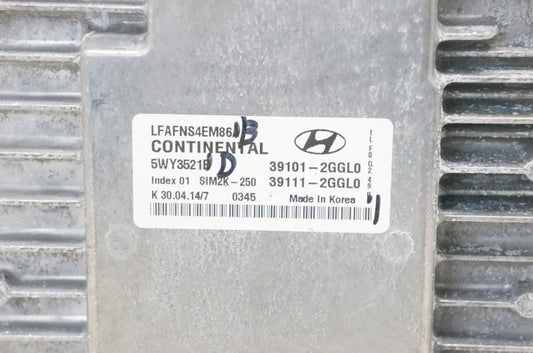 LFAFNS4EM86
B
CONTINENTAL
5WY3521
D
39101-2GGL0
Index 01 SIM2K-250
39111-2GGL0
K 30.04.14/7 0345 Made in Korea